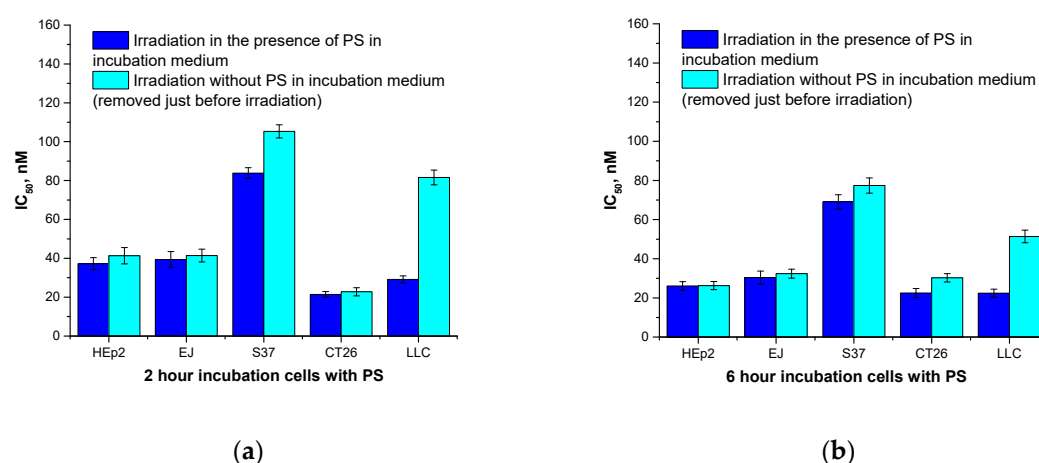 160
140
120
100
80
60
40
20
0
IC50, nM
Irradiation in the presence of PS in
incubation medium
Irradiation without PS in incubation medium
(removed just before irradiation)
HEp2 EJ S37 CT26 LLC
2 hour incubation cells with PS
(a)
160
140
120
100
80
60
40
20
0
IC50, nM
Irradiation in the presence of PS in
incubation medium
Irradiation without PS in incubation medium
(removed just before irradiation)
HEp2 EJ S37 CT26 LLC
6 hour incubation cells with PS
(b)